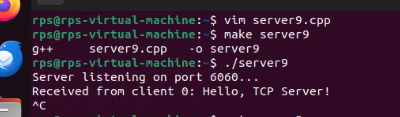 rps@rps-virtual-machine:~$ vim server9.cpp
rps@rps-virtual-machine:~$ make server9
g++     server9.cpp   -o server9
rps@rps-virtual-machine:~$ ./server9
Server listening on port 6060...
Received from client 0: Hello, TCP Server!
^C